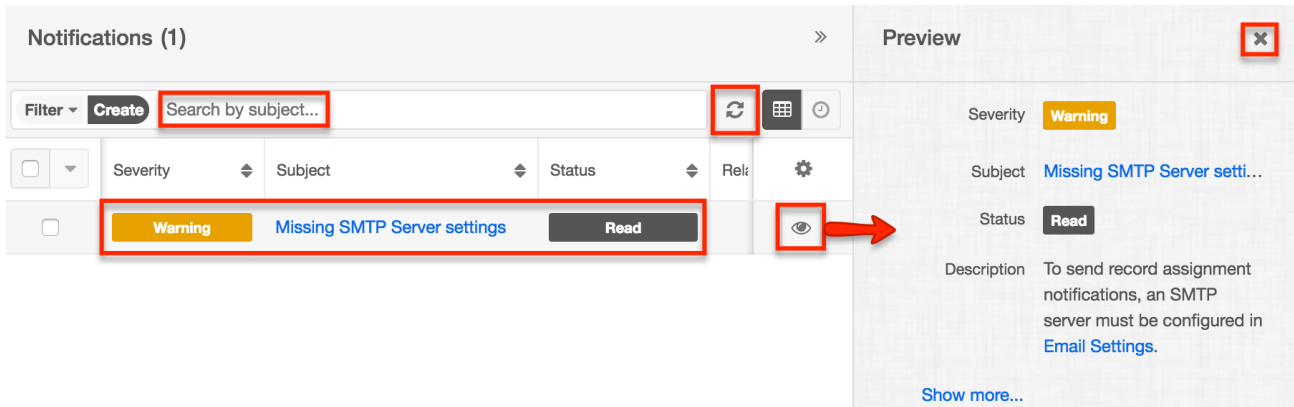 Notifications (1)
Filter Create Search by subject...
Severity Subject Status Rela
Warning Missing SMTP Server settings Read
Preview
Severity Warning
Subject Missing SMTP Server setti...
Status Read
Description To send record assignment
notifications, an SMTP
server must be configured in
Email Settings.
Show more...